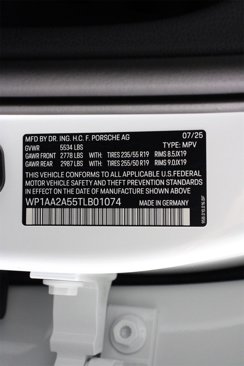 MFD BY DR. ING. H.C. F. PORSCHE AG 07/25
GVWR 5534 LBS TYPE: MPV
GAWR FRONT 2778 LBS WITH: TIRES 235/55 R19 RIMS 8.5JX19
GAWR REAR 2987 LBS WITH: TIRES 255/50 R19 RIMS 9.0JX19
THIS VEHICLE CONFORMS TO ALL APPLICABLE U.S.FEDERAL
MOTOR VEHICLE SAFETY AND THEFT PREVENTION STANDARDS
IN EFFECT ON THE DATE OF MANUFACTURE SHOWN ABOVE
WP1AA2A55TLB01074 MADE IN GERMANY